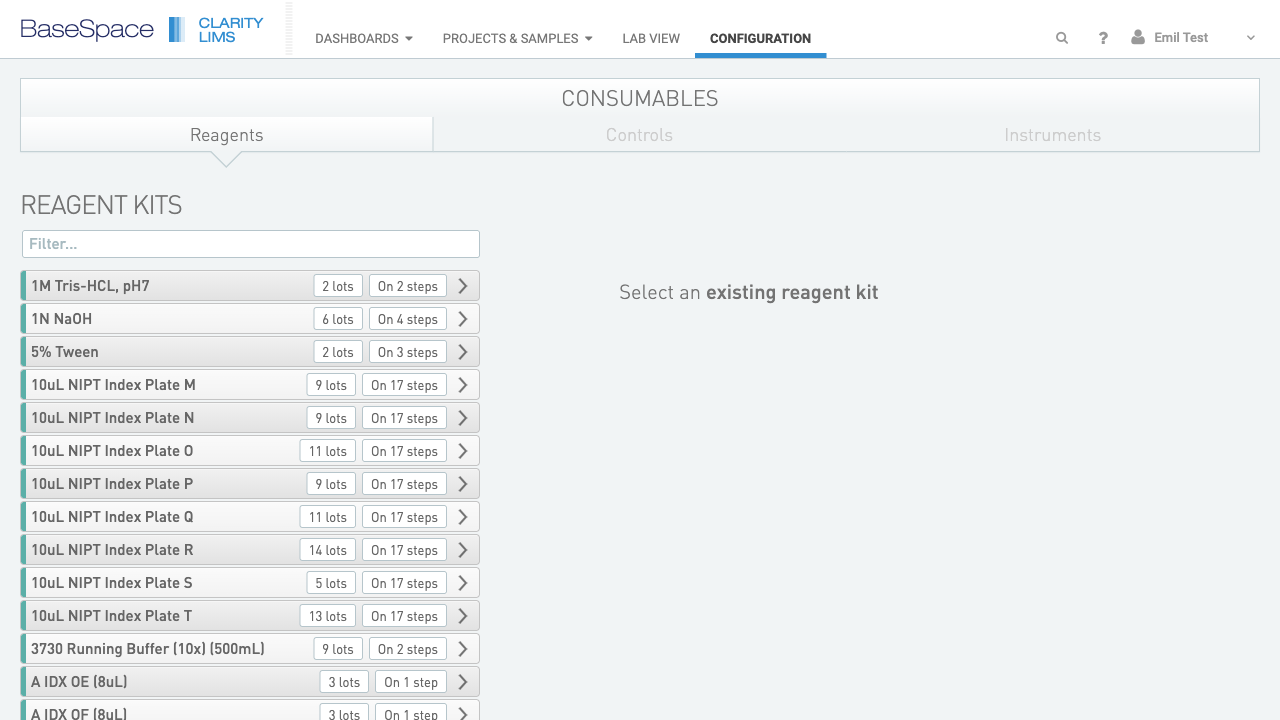 BaseSpace CLARITY LIMS
DASHBOARDS PROJECTS & SAMPLES LAB VIEW CONFIGURATION ? Emil Test
CONSUMABLES
Reagents Controls Instruments
REAGENT KITS
Filter...
Select an existing reagent kit
1M Tris-HCL, pH7 2 lots On 2 steps
1N NaOH 6 lots On 4 steps
5% Tween 2 lots On 3 steps
10uL NIPT Index Plate M 9 lots On 17 steps
10uL NIPT Index Plate N 9 lots On 17 steps
10uL NIPT Index Plate O 11 lots On 17 steps
10uL NIPT Index Plate P 9 lots On 17 steps
10uL NIPT Index Plate Q 11 lots On 17 steps
10uL NIPT Index Plate R 14 lots On 17 steps
10uL NIPT Index Plate S 5 lots On 17 steps
10uL NIPT Index Plate T 13 lots On 17 steps
3730 Running Buffer (10x) (500mL) 9 lots On 2 steps
A IDX OE (8uL) 3 lots On 1 step
A IDX OF (8uL) 3 lots On 1 step